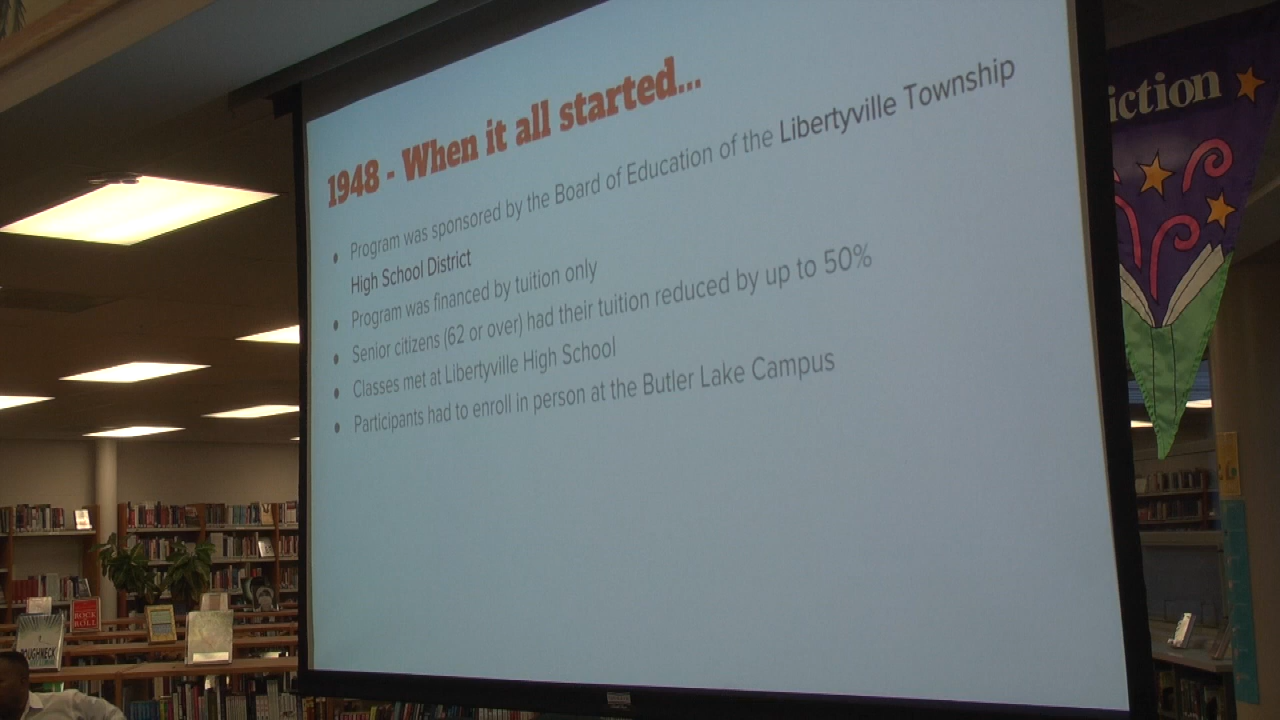 1948 - When it all started...
• Program was sponsored by the Board of Education of the Libertyville Township
High School District
• Program was financed by tuition only
• Senior citizens (62 or over) had their tuition reduced by up to 50%
• Classes met at Libertyville High School
• Participants had to enroll in person at the Butler Lake Campus
iction
ROCK
ROLL